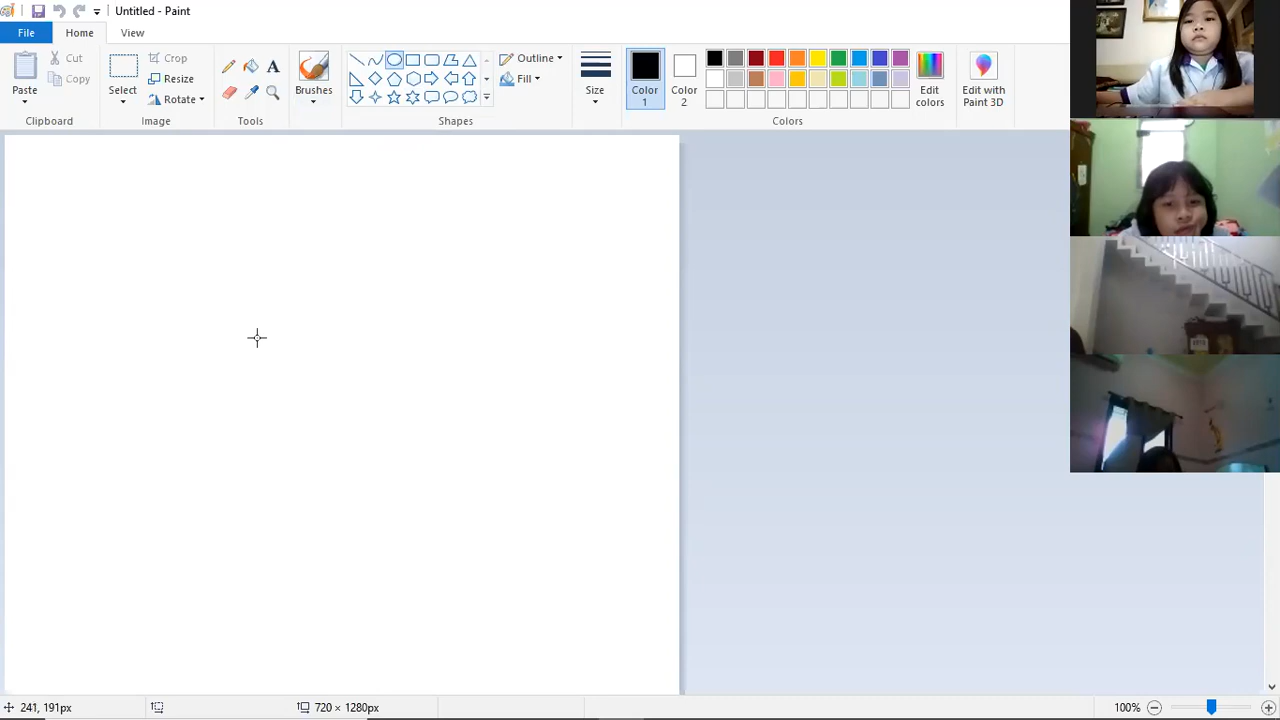 Untitled - Paint
File Home View
Paste
Cut
Copy
Clipboard
Select
Crop
Resize
Rotate
Image
A
Tools
Brushes
Shapes
Outline
Fill
Size
Color 1
Color 2
Edit colors
Colors
Edit with Paint 3D
241, 191px
720 × 1280px
100%